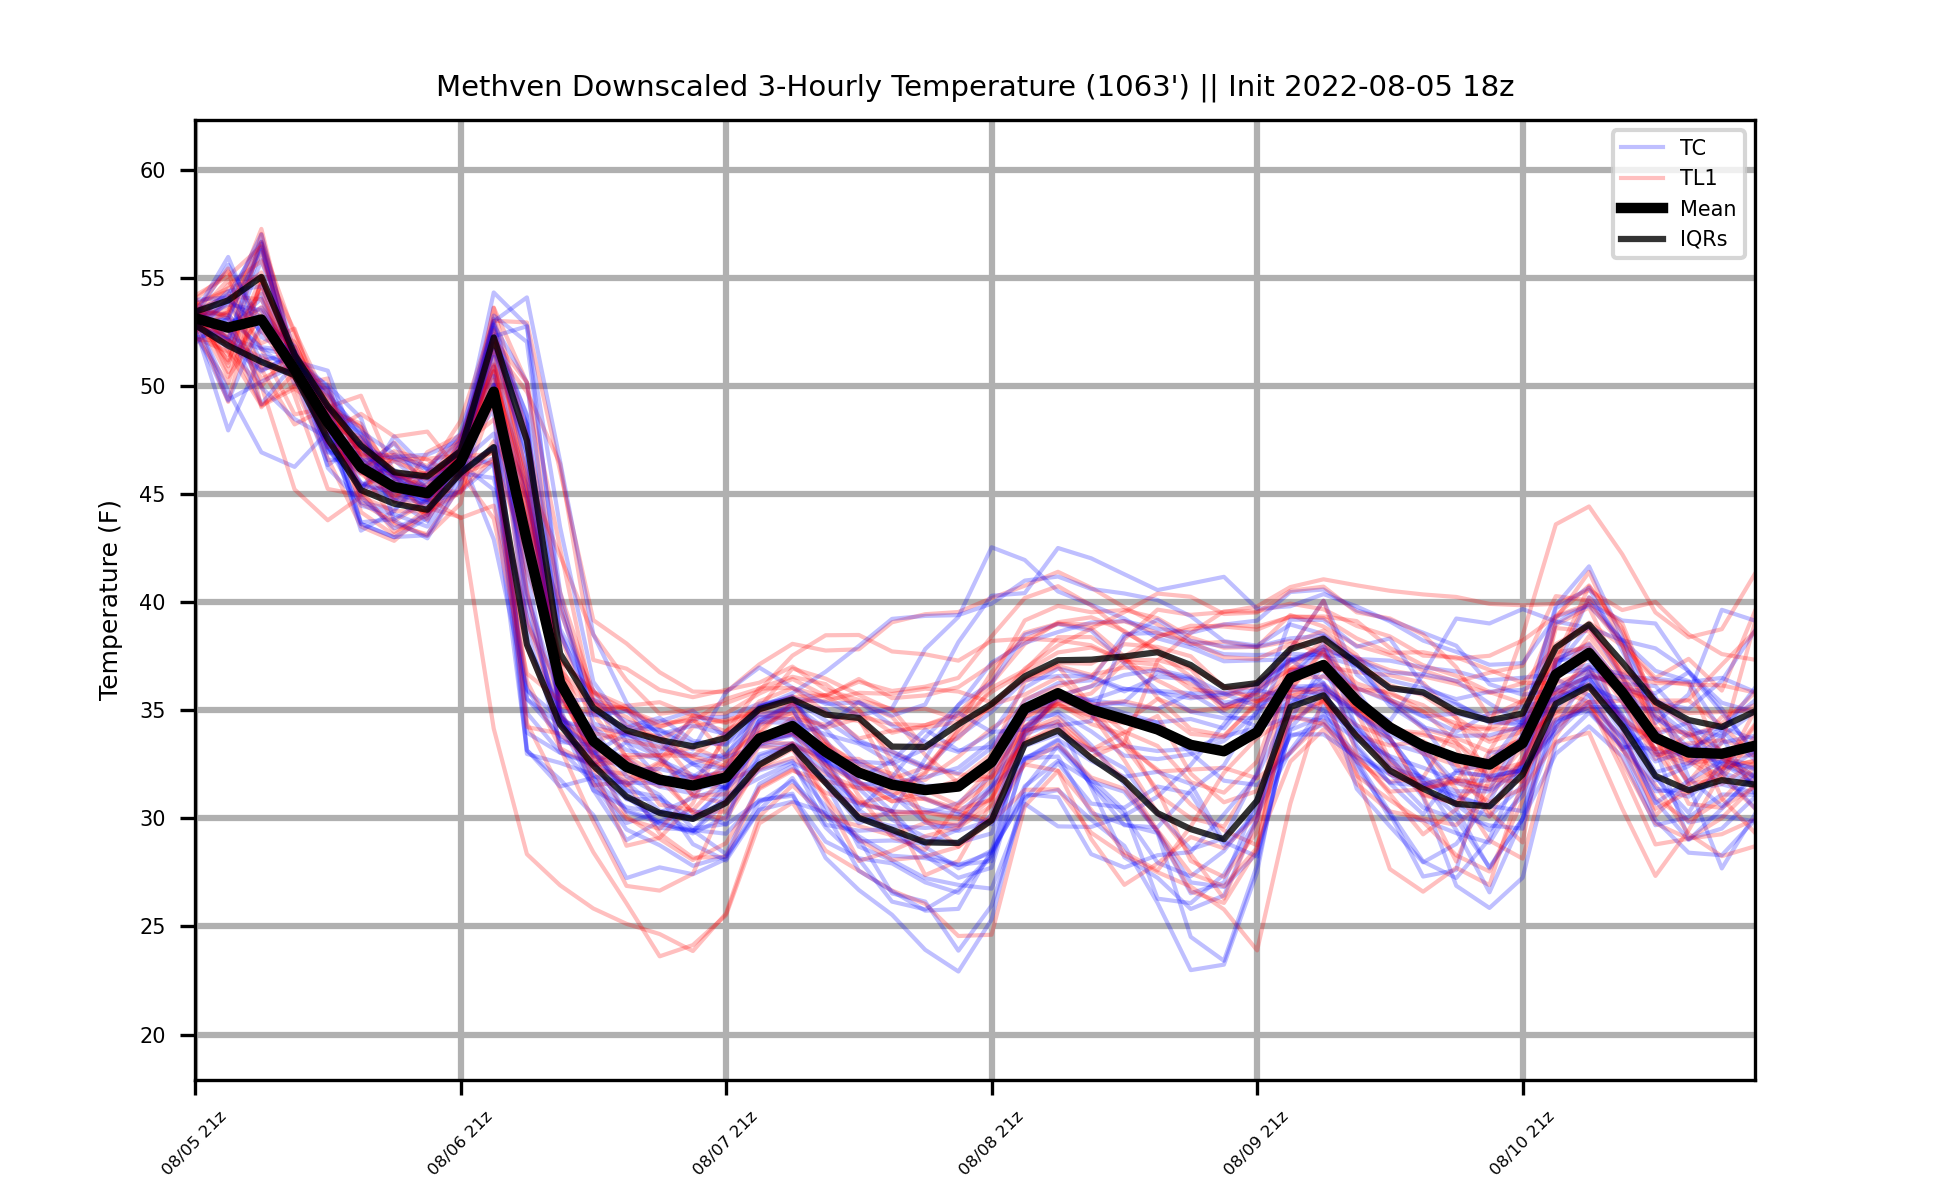 Methven Downscaled 3-Hourly Temperature (1063') || Init 2022-08-05 18z
TC
TL1
Mean
IQRs
Temperature (F)
60
55
50
45
40
35
30
25
20
08/05 21z
08/06 21z
08/07 21z
08/08 21z
08/09 21z
08/10 21z